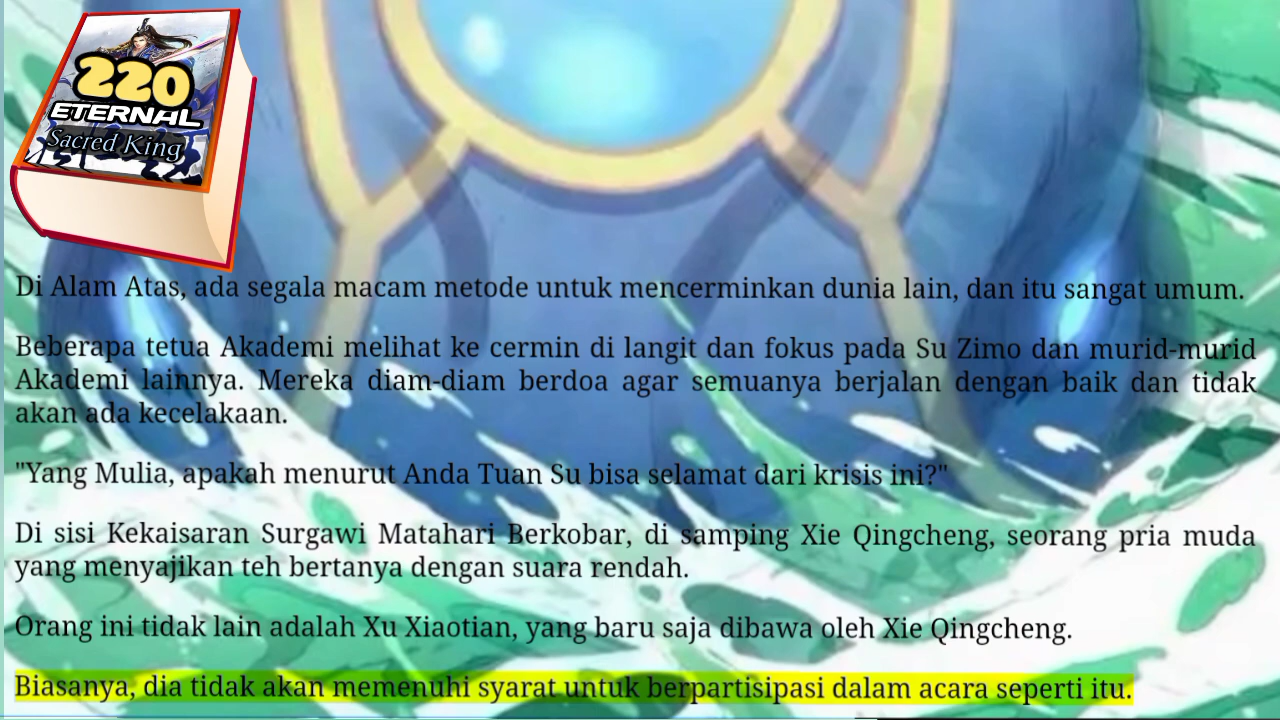 220
ETERNAL
Sacred King
Di Alam Atas, ada segala macam metode untuk mencerminkan dunia lain, dan itu sangat umum.
Beberapa tetua Akademi melihat ke cermin di langit dan fokus pada Su Zimo dan murid-murid
Akademi lainnya. Mereka diam-diam berdoa agar semuanya berjalan dengan baik dan tidak
akan ada kecelakaan.
"Yang Mulia, apakah menurut Anda Tuan Su bisa selamat dari krisis ini?"
Di sisi Kekaisaran Surgawi Matahari Berkobar, di samping Xie Qingcheng, seorang pria muda
yang menyajikan teh bertanya dengan suara rendah.
Orang ini tidak lain adalah Xu Xiaotian, yang baru saja dibawa oleh Xie Qingcheng.
Biasanya, dia tidak akan memenuhi syarat untuk berpartisipasi dalam acara seperti itu.